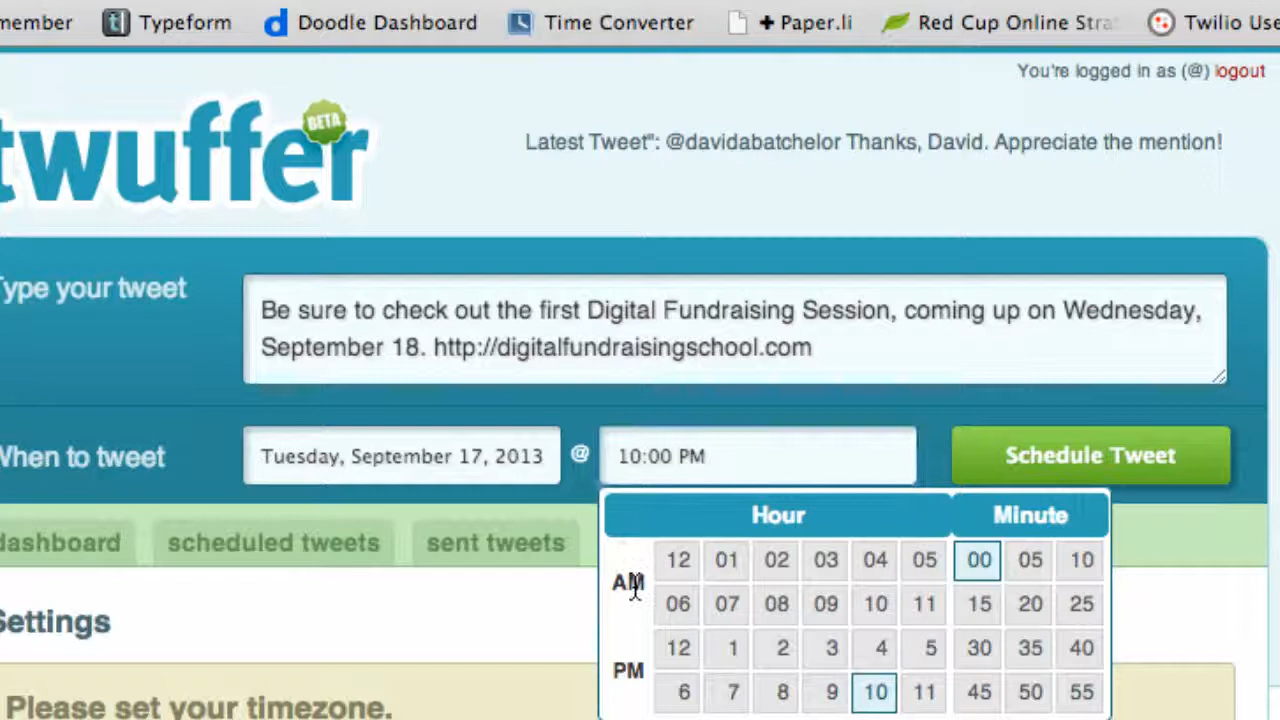 member Typeform Doodle Dashboard Time Converter + Paper.li Red Cup Online Stra Twilio Use
You're logged in as (@) logout
twuffer BETA
Latest Tweet": @davidabatchelor Thanks, David. Appreciate the mention!
Type your tweet
Be sure to check out the first Digital Fundraising Session, coming up on Wednesday,
September 18. http://digitalfundraisingschool.com
When to tweet Tuesday, September 17, 2013 @ 10:00 PM Schedule Tweet
Hour Minute
dashboard scheduled tweets sent tweets
AM
12 01 02 03 04 05 00 05 10
06 07 08 09 10 11 15 20 25
PM
12 1 2 3 4 5 30 35 40
6 7 8 9 10 11 45 50 55
Settings
Please set your timezone.